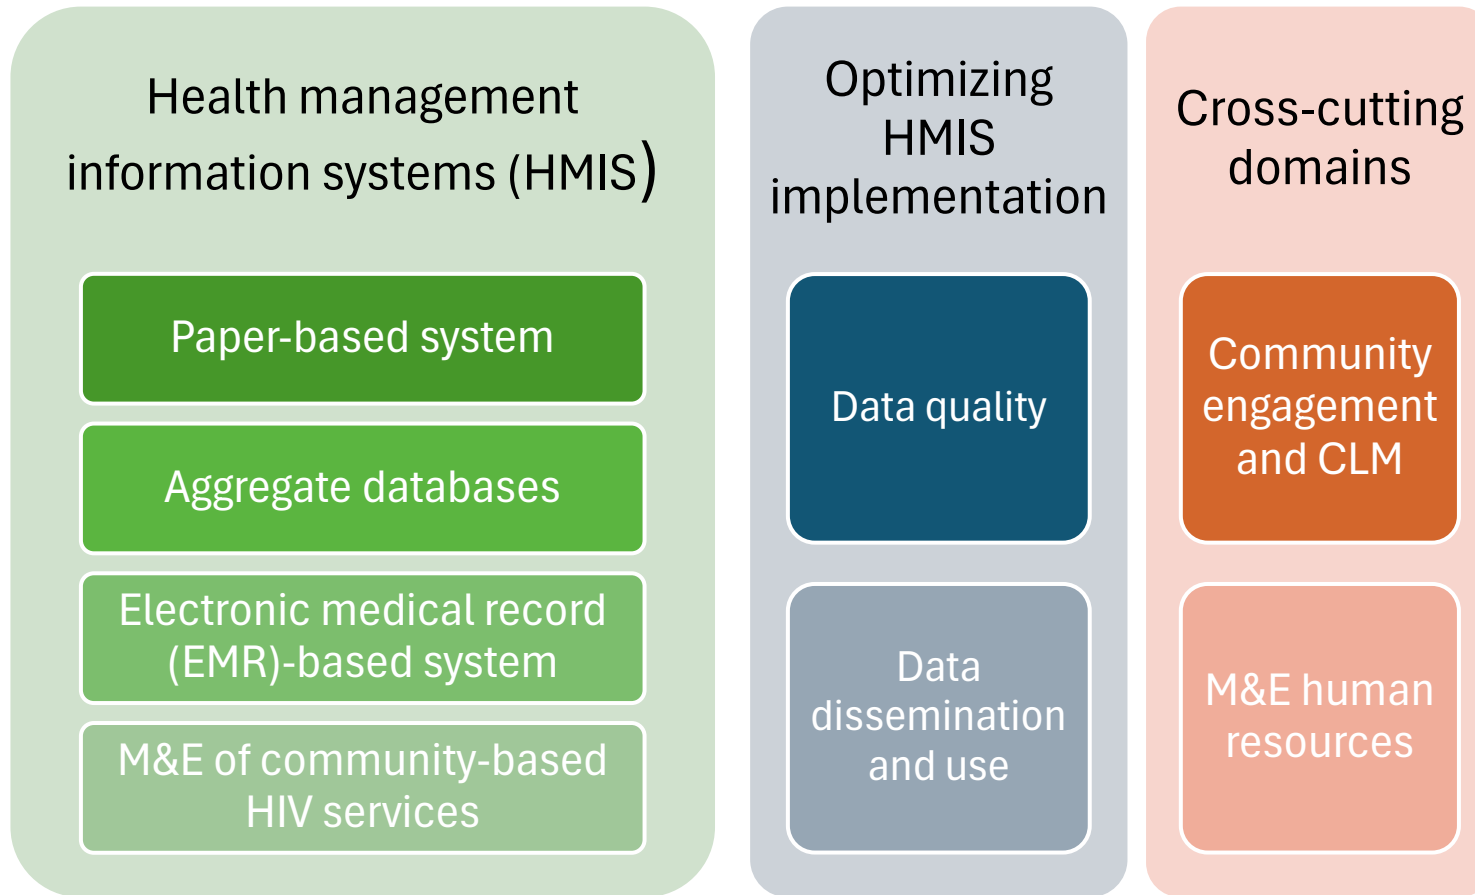 Health management
information systems (HMIS)
Paper-based system
Aggregate databases
Electronic medical record
(EMR)-based system
M&E of community-based
HIV services
Optimizing
HMIS
implementation
Data quality
Data
dissemination
and use
Cross-cutting
domains
Community
engagement
and CLM
M&E human
resources